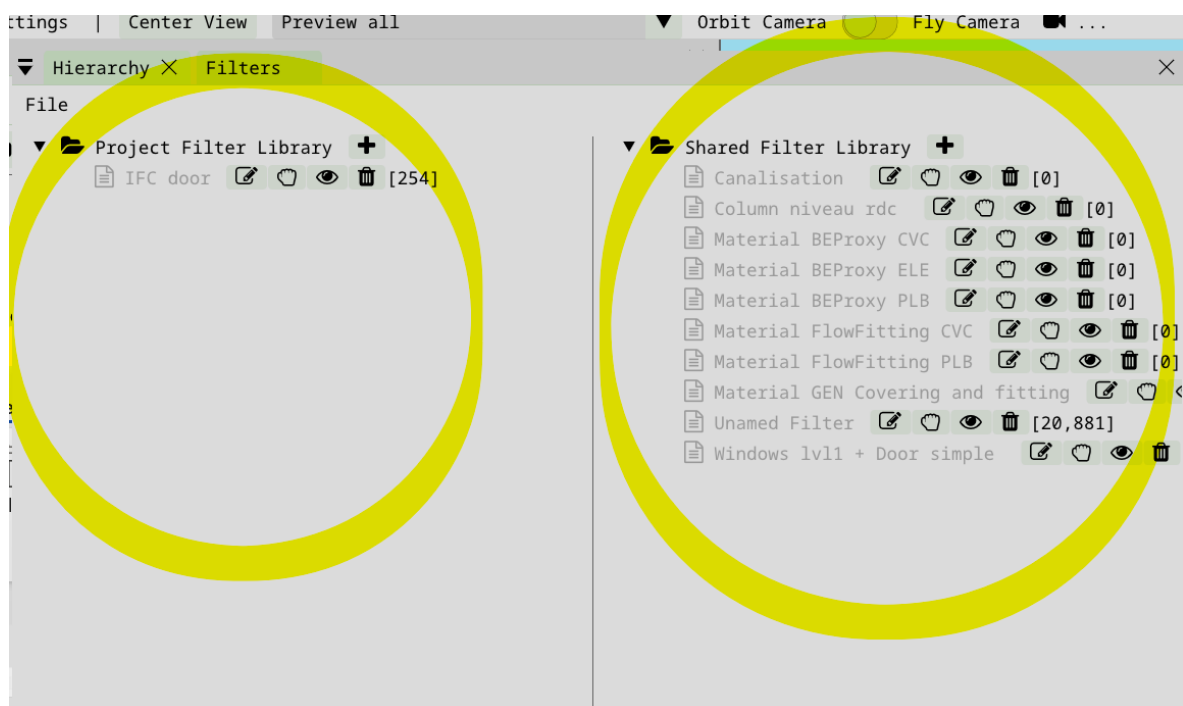 ttings | Center View Preview all Orbit Camera Fly Camera ...
Hierarchy Filters
File
Project Filter Library
IFC door [254]
Shared Filter Library
Canalisation [0]
Column niveau rdc [0]
Material BEProxy CVC [0]
Material BEProxy ELE [0]
Material BEProxy PLB [0]
Material FlowFitting CVC [0]
Material FlowFitting PLB [0]
Material GEN Covering and fitting
Unamed Filter [20,881]
Windows lvl1 + Door simple